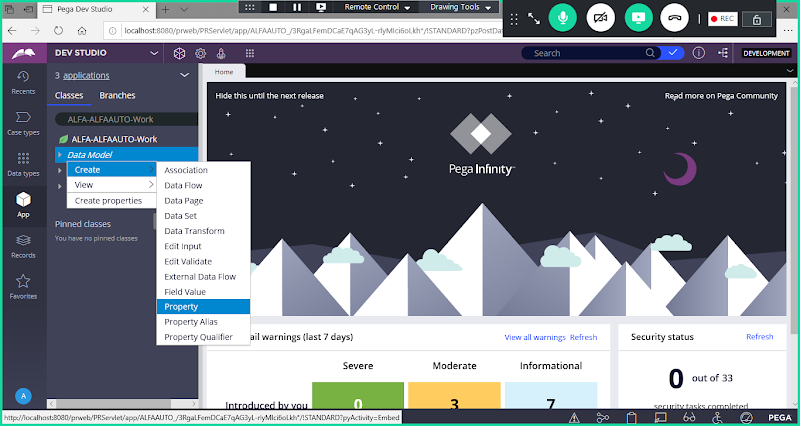 Pega Dev Studio
Remote Control
Drawing Tools
REC
localhost:8080/prweb/PRServlet/app/ALFAAUTO_/3RgaLFemDCaE7qAG3yL-rlyMIci6oLkh*/!STANDARD?pzPostDa
DEV STUDIO
Search
DEVELOPMENT
Recents
Case types
Data types
App
Records
Favorites
A
3 applications
Classes
Branches
ALFA-ALFAAUTO-Work
ALFA-ALFAAUTO-Work
Data Model
Create
View
Create properties
Pinned classes
You have no pinned classes
Association
Data Flow
Data Page
Data Set
Data Transform
Edit Input
Edit Validate
External Data Flow
Field Value
Property
Property Alias
Property Qualifier
Home
Hide this until the next release
Read more on Pega Community
Pega Infinity™
ail warnings (last 7 days)
View all warnings
Refresh
Severe
Moderate
Informational
Introduced by you
0
3
7
Security status
Refresh
0 out of 33
security tasks completed
http://localhost:8080/prweb/PRServlet/app/ALFAAUTO_/3RgaLFemDCaE7qAG3yL-rlyMIci6oLkh*/!STANDARD?pyActivity=Embed
PEGA